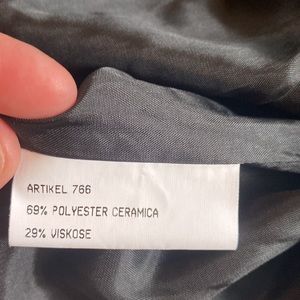 ARTIKEL 766
69% POLYESTER CERAMICA
29% VISKOSE